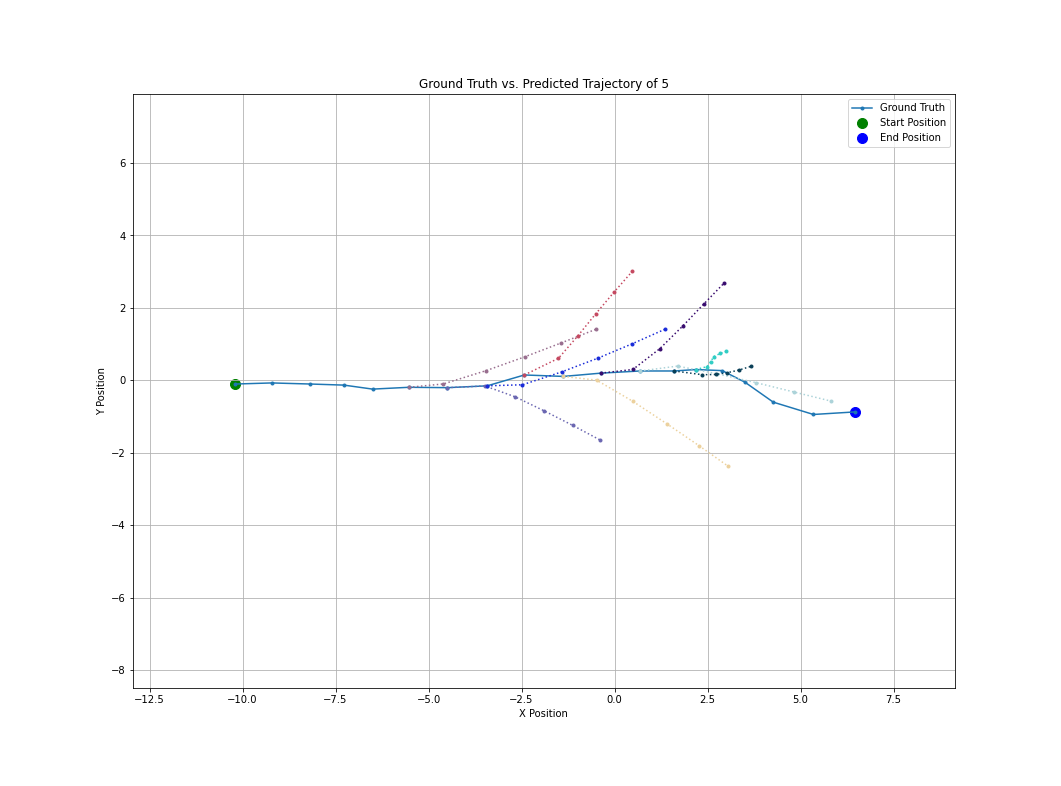 Ground Truth vs. Predicted Trajectory of 5
Ground Truth
Start Position
End Position
6
4
2
0
−2
−4
−6
−8
Y Position
−12.5 −10.0 −7.5 −5.0 −2.5 0.0 2.5 5.0 7.5
X Position